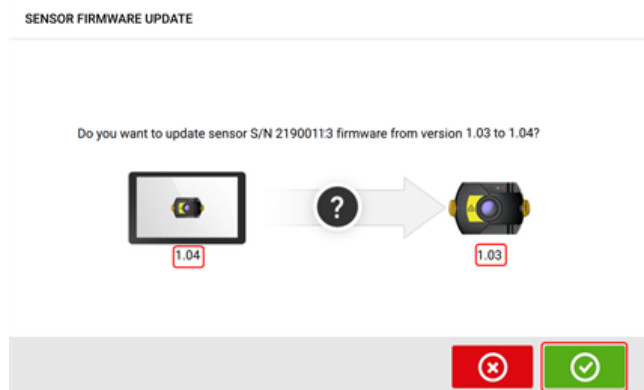 SENSOR FIRMWARE UPDATE
Do you want to update sensor S/N 2190011:3 firmware from version 1.03 to 1.04?
?
1.04
1.03